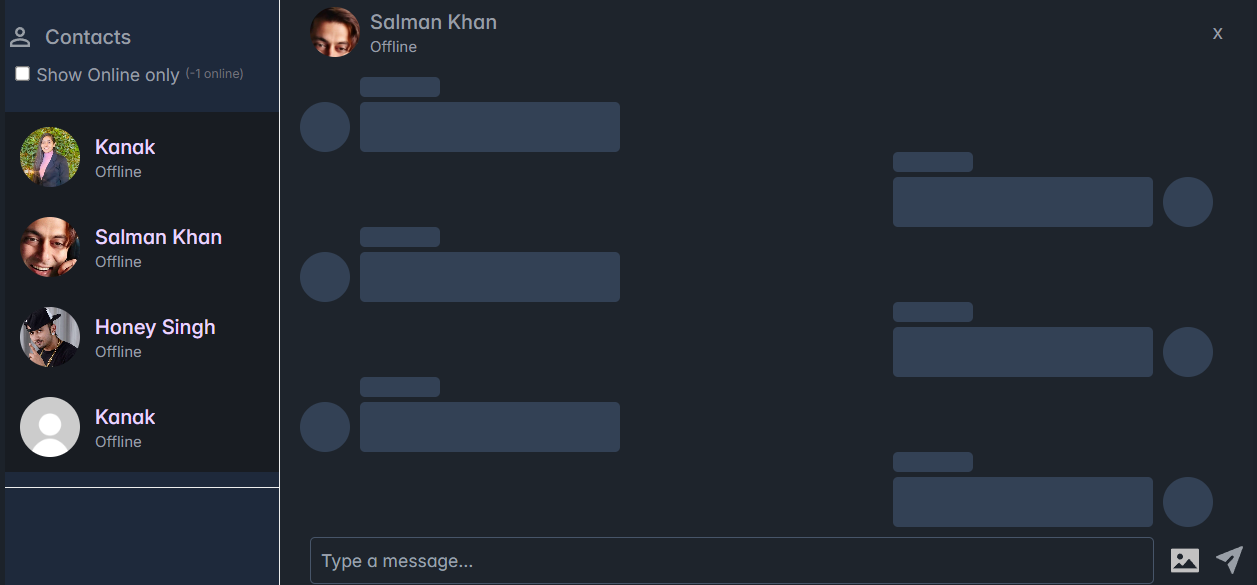 Contacts
Show Online only (-1 online)
Kanak
Offline
Salman Khan
Offline
Honey Singh
Offline
Kanak
Offline
Salman Khan
Offline
X
Type a message...